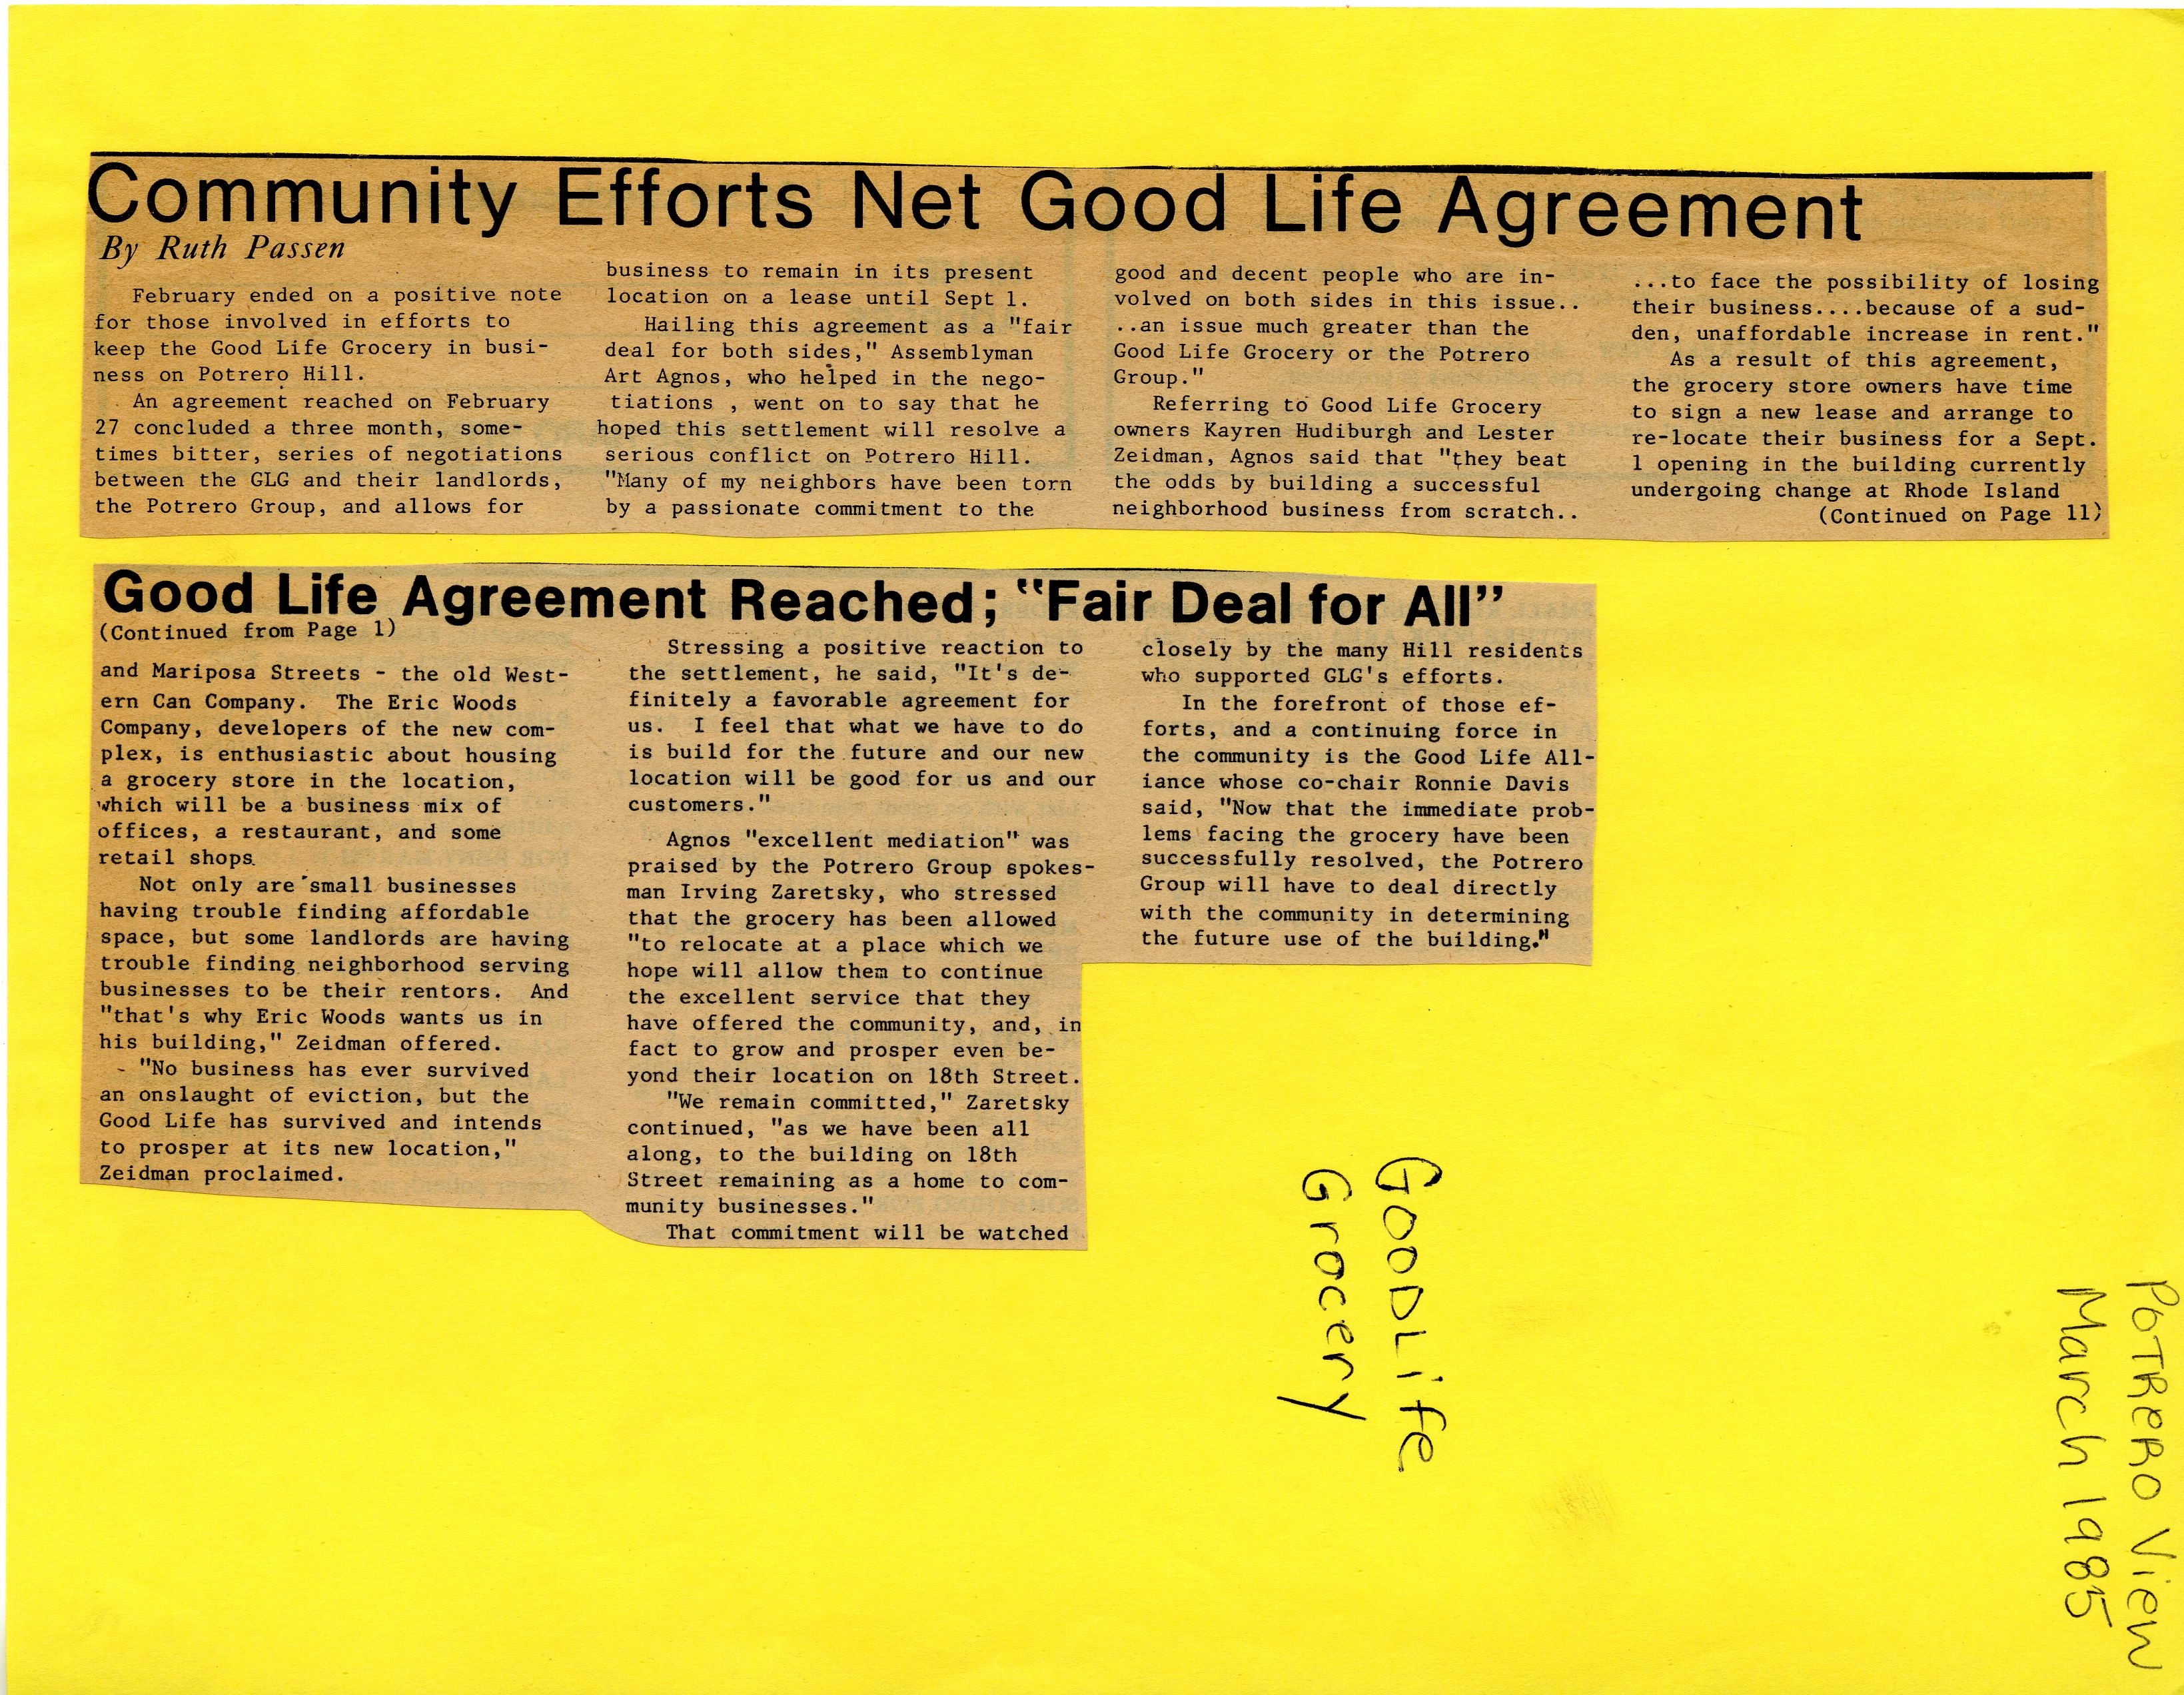 Community Efforts Net Good Life Agreement
By Ruth Passen
February ended on a positive note
for those involved in efforts to
keep the Good Life Grocery in busi-
ness on Potrero Hill.
An agreement reached on February
27 concluded a three month, some-
times bitter, series of negotiations
between the GLG and their landlords,
the Potrero Group, and allows for
business to remain in its present
location on a lease until Sept 1.
Hailing this agreement as a "fair
deal for both sides," Assemblyman
Art Agnos, who helped in the nego-
tiations , went on to say that he
hoped this settlement will resolve a
serious conflict on Potrero Hill.
"Many of my neighbors have been torn
by a passionate commitment to the
good and decent people who are in-
volved on both sides in this issue..
..an issue much greater than the
Good Life Grocery or the Potrero
Group."
Referring to Good Life Grocery
owners Kayren Hudiburgh and Lester
Zeidman, Agnos said that "they beat
the odds by building a successful
neighborhood business from scratch..
...to face the possibility of losing
their business....because of a sud-
den, unaffordable increase in rent."
As a result of this agreement,
the grocery store owners have time
to sign a new lease and arrange to
re-locate their business for a Sept.
1 opening in the building currently
undergoing change at Rhode Island
(Continued on Page 11)
Good Life Agreement Reached; "Fair Deal for All"
(Continued from Page 1)
and Mariposa Streets - the old West-
ern Can Company. The Eric Woods
Company, developers of the new com-
plex, is enthusiastic about housing
a grocery store in the location,
which will be a business mix of
offices, a restaurant, and some
retail shops.
Not only are small businesses
having trouble finding affordable
space, but some landlords are having
trouble finding neighborhood serving
businesses to be their rentors. And
"that's why Eric Woods wants us in
his building," Zeidman offered.
"No business has ever survived
an onslaught of eviction, but the
Good Life has survived and intends
to prosper at its new location,"
Zeidman proclaimed.
Stressing a positive reaction to
the settlement, he said, "It's de-
finitely a favorable agreement for
us. I feel that what we have to do
is build for the future and our new
location will be good for us and our
customers."
Agnos "excellent mediation" was
praised by the Potrero Group spokes-
man Irving Zaretsky, who stressed
that the grocery has been allowed
"to relocate at a place which we
hope will allow them to continue
the excellent service that they
have offered the community, and, in
fact to grow and prosper even be-
yond their location on 18th Street.
"We remain committed," Zaretsky
continued, "as we have been all
along, to the building on 18th
Street remaining as a home to com-
munity businesses."
That commitment will be watched
closely by the many Hill residents
who supported GLG's efforts.
In the forefront of those ef-
forts, and a continuing force in
the community is the Good Life All-
iance whose co-chair Ronnie Davis
said, "Now that the immediate prob-
lems facing the grocery have been
successfully resolved, the Potrero
Group will have to deal directly
with the community in determining
the future use of the building."
GOODLife
Grocery
POTRERO View
March 1985